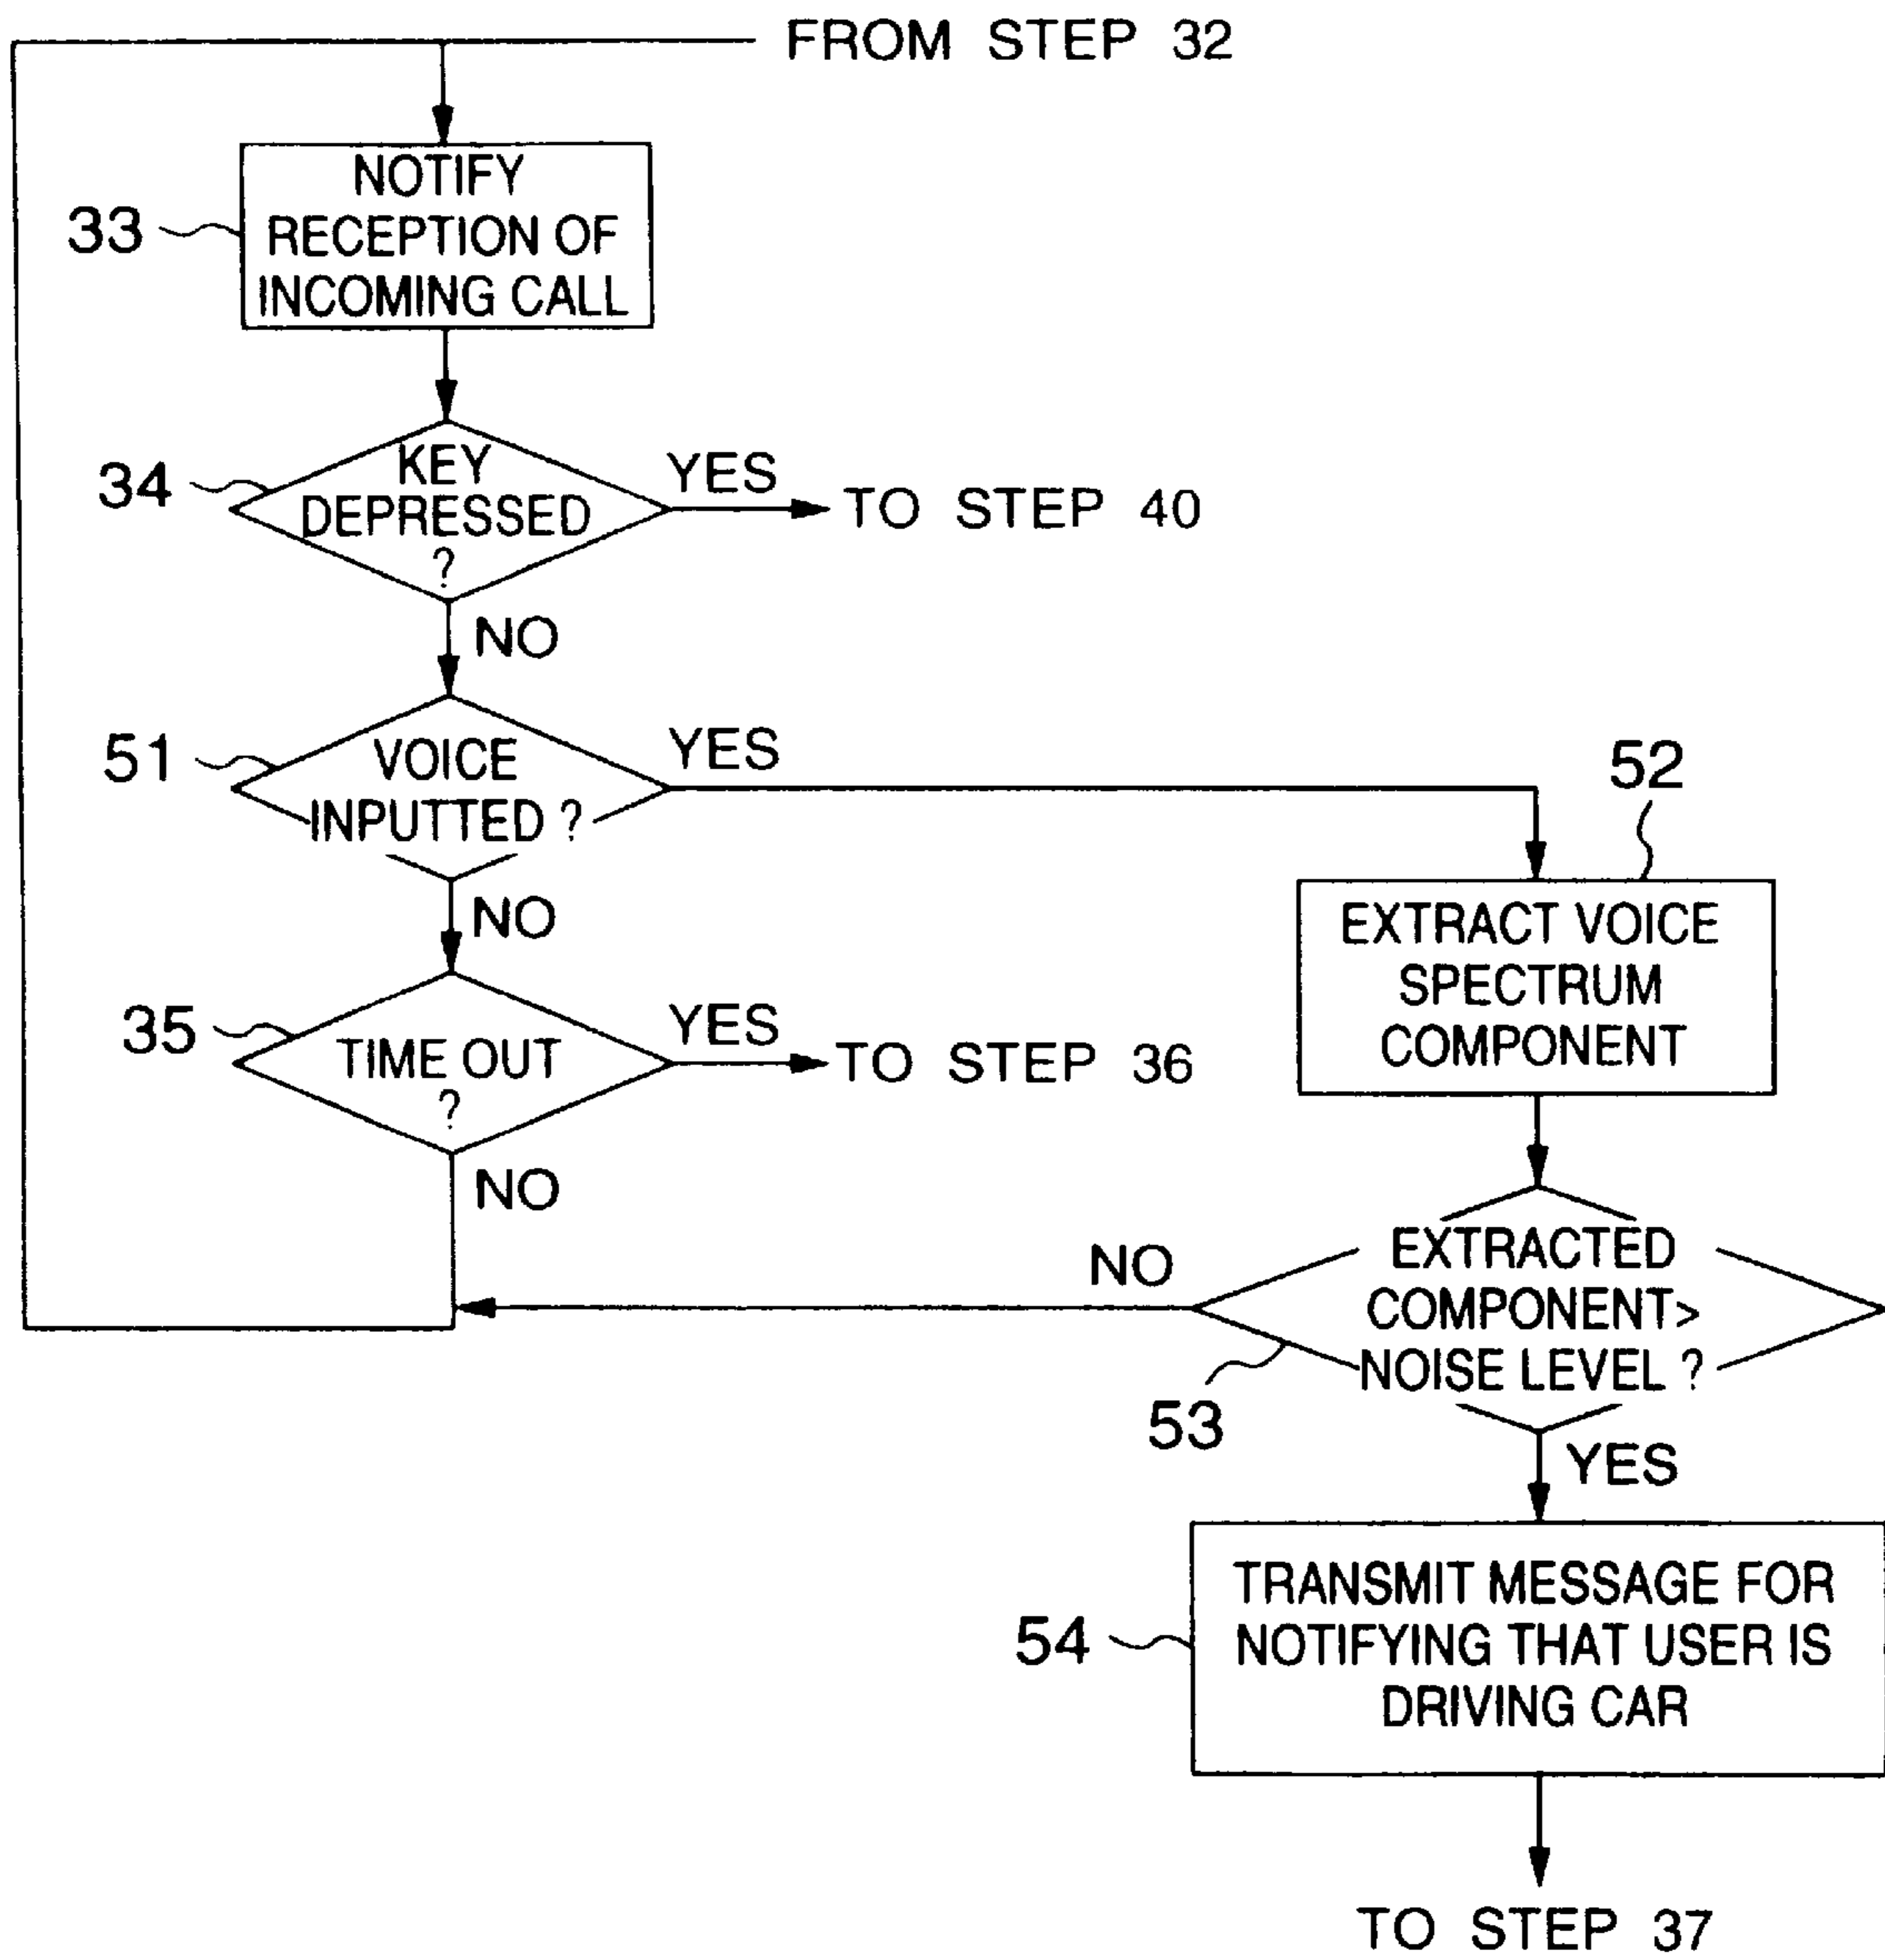 FROM STEP 32
NOTIFY
RECEPTION OF
INCOMING CALL
33
KEY
DEPRESSED
?
34
YES
TO STEP 40
NO
VOICE
INPUTTED ?
51
YES
NO
52
EXTRACT VOICE
SPECTRUM
COMPONENT
TIME OUT
?
35
YES
TO STEP 36
NO
EXTRACTED
COMPONENT>
NOISE LEVEL ?
NO
53
YES
TRANSMIT MESSAGE FOR
NOTIFYING THAT USER IS
DRIVING CAR
54
TO STEP 37